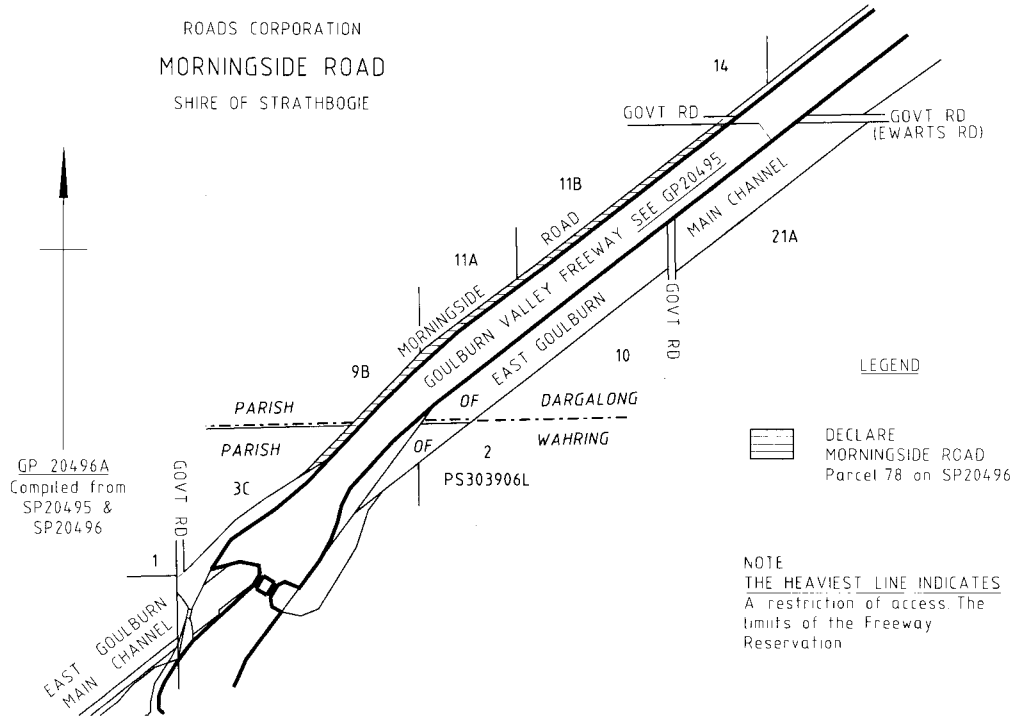 ROADS CORPORATION
MORNINGSIDE ROAD
SHIRE OF STRATHBOGIE
14
GOVT RD
GOVT RD
(EWARTS RD)
11B
ROAD
GOULBURN VALLEY FREEWAY SEE GP20495
MAIN CHANNEL
21A
11A
MORNINGSIDE
EAST GOULBURN
GOVT RD
10
9B
LEGEND
PARISH OF DARGALONG
PARISH OF WAHRING
2
PS303906L
DECLARE
MORNINGSIDE ROAD
Parcel 78 on SP20496
GP 20496A
Compiled from
SP20495 &
SP20496
GOVT RD
3C
1
EAST GOULBURN
MAIN CHANNEL
NOTE
THE HEAVIEST LINE INDICATES
A restriction of access. The
limits of the Freeway
Reservation